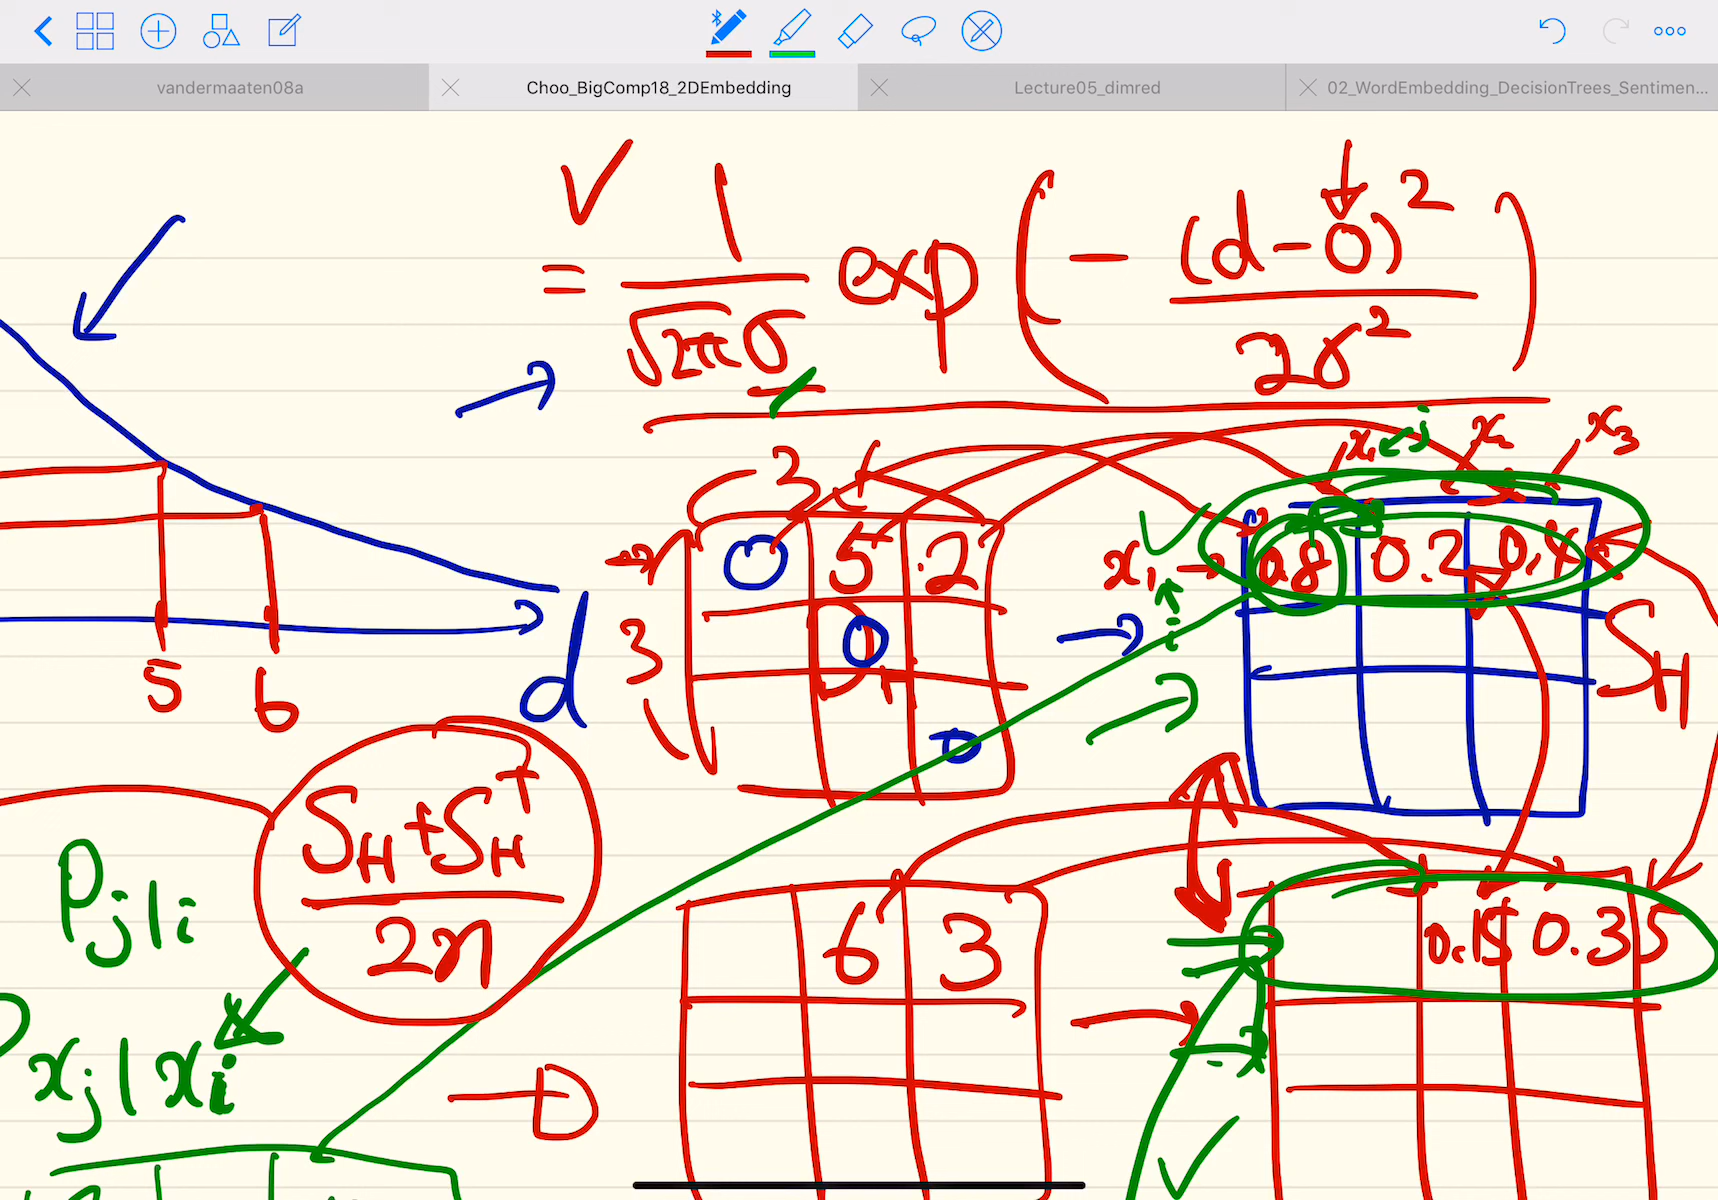 vandermaaten08a
Choo_BigComp18_2DEmbedding
Lecture05_dimred
02_WordEmbedding_DecisionTrees_Sentimen...
= 1/√2πσ exp(-(d-0)²/2σ²)
x₁ j x₂ x₃
3
0 5 .2
x₁ → 0.8 0.2 0.4
i
3
0
S_H
0
5 6 d
S_H+S_H^T
2n
P_j|i
6 3
0.15 0.35
x_j|x_i